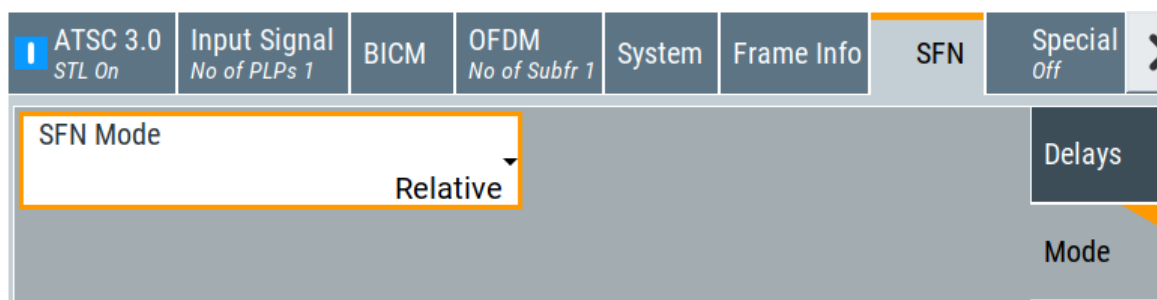 ATSC 3.0
STL On
Input Signal
No of PLPs 1
BICM
OFDM
No of Subfr 1
System
Frame Info
SFN
Special
Off
SFN Mode
Relative
Delays
Mode